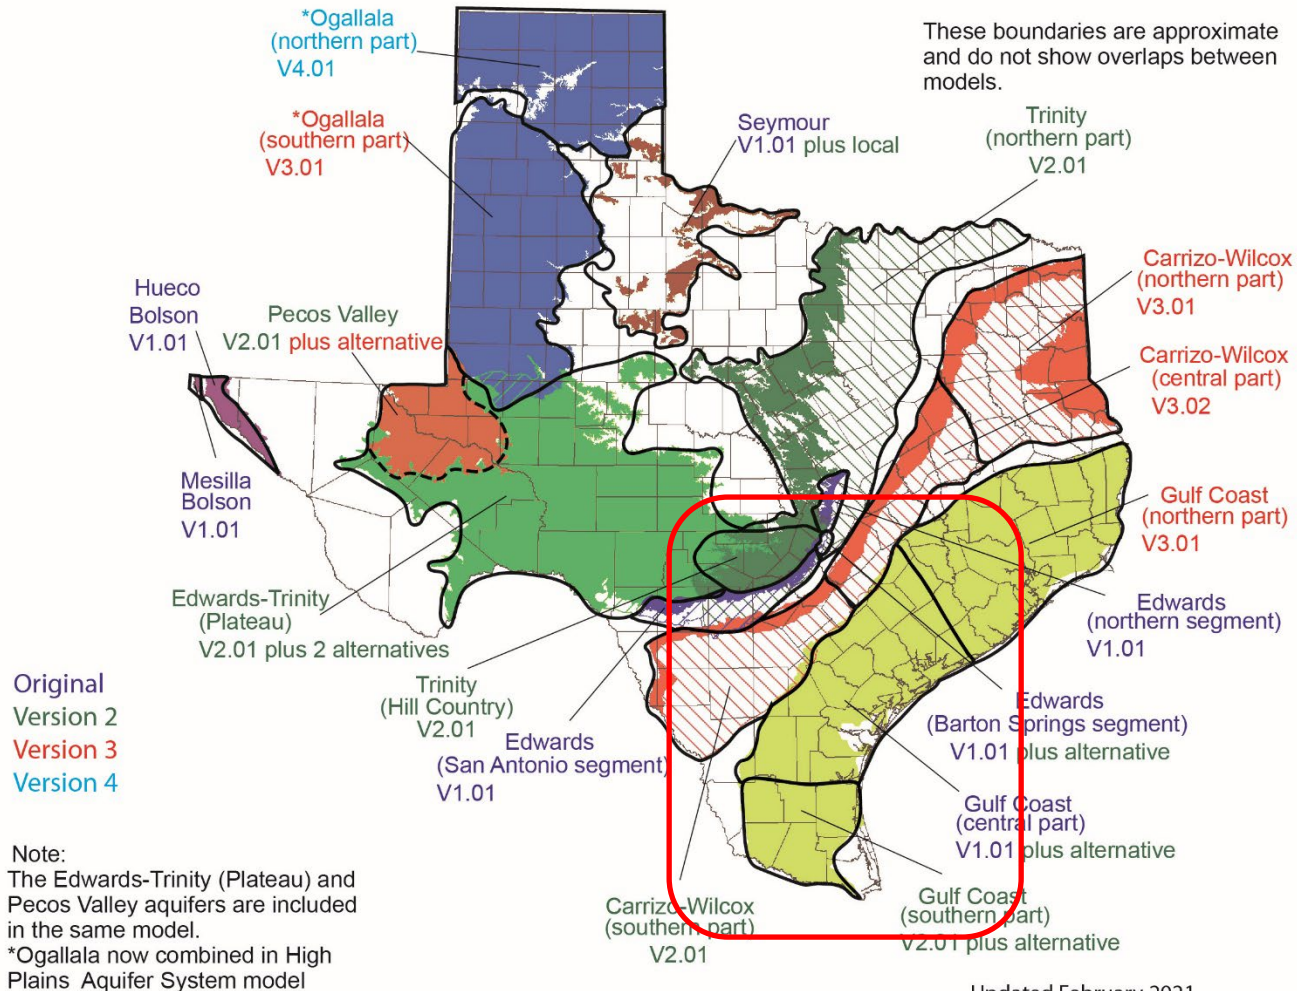 *Ogallala
(northern part)
V4.01
These boundaries are approximate
and do not show overlaps between
models.
*Ogallala
(southern part)
V3.01
Seymour
V1.01 plus local
Trinity
(northern part)
V2.01
Hueco
Bolson
V1.01
Pecos Valley
V2.01 plus alternative
Carrizo-Wilcox
(northern part)
V3.01
Carrizo-Wilcox
(central part)
V3.02
Mesilla
Bolson
V1.01
Gulf Coast
(northern part)
V3.01
Edwards-Trinity
(Plateau)
V2.01 plus 2 alternatives
Edwards
(northern segment)
V1.01
Trinity
(Hill Country)
V2.01
Edwards
(San Antonio segment)
V1.01
Edwards
(Barton Springs segment)
V1.01 plus alternative
Original
Version 2
Version 3
Version 4
Gulf Coast
(central part)
V1.01 plus alternative
Carrizo-Wilcox
(southern part)
V2.01
Gulf Coast
(southern part)
V2.01 plus alternative
Note:
The Edwards-Trinity (Plateau) and
Pecos Valley aquifers are included
in the same model.
*Ogallala now combined in High
Plains Aquifer System model
Updated February 2021